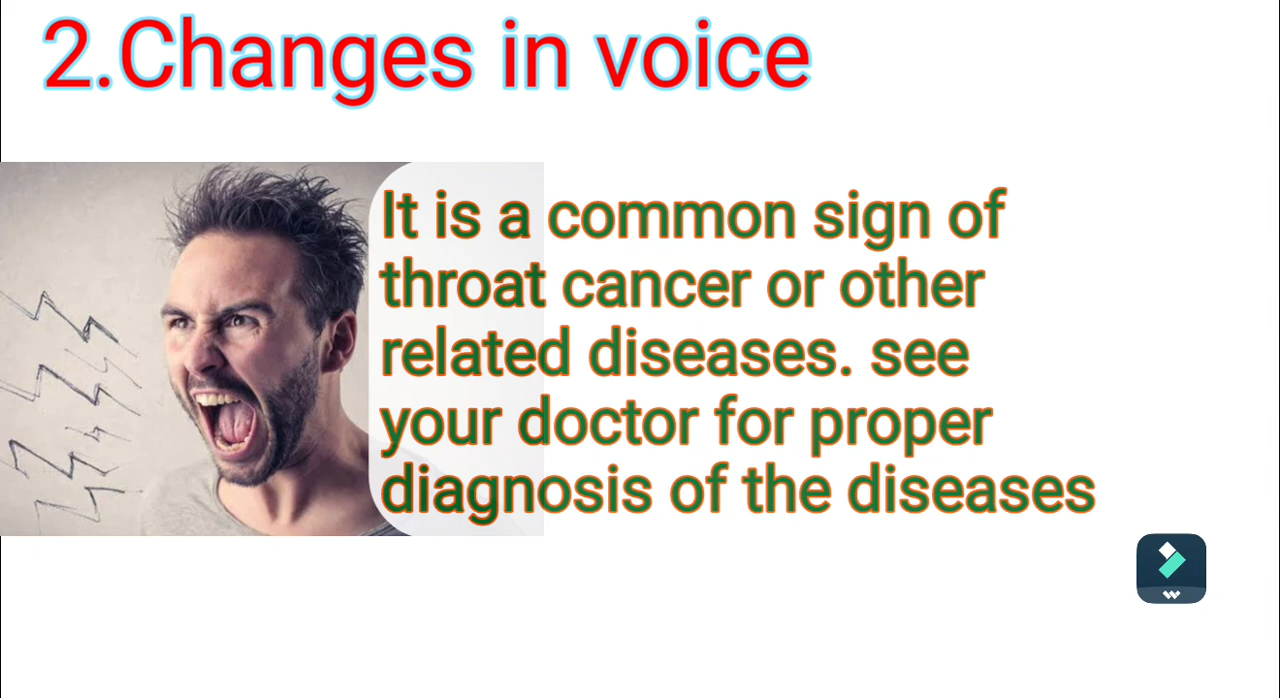 2.Changes in voice
It is a common sign of
throat cancer or other
related diseases. see
your doctor for proper
diagnosis of the diseases